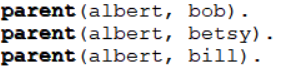 parent(albert, bob).
parent(albert, betsy).
parent(albert, bill).